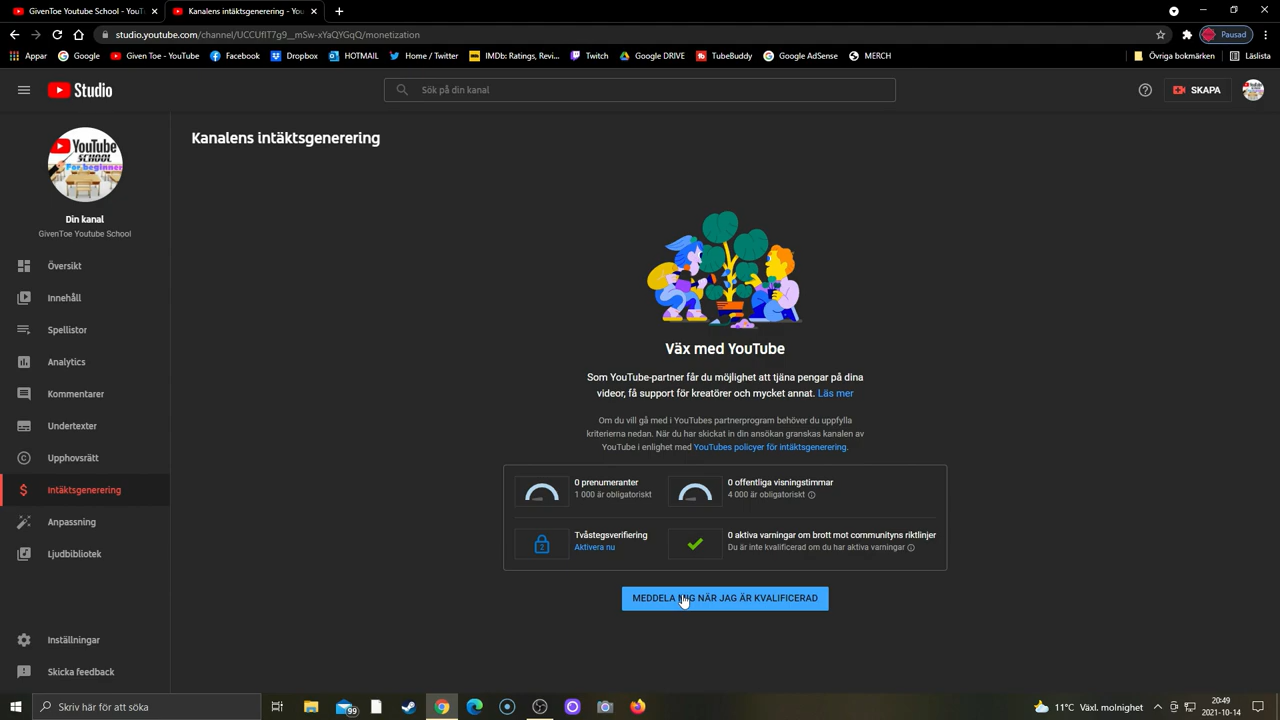 GivenToe Youtube School - YouT
Kanalens intäktsgenerering - You
studio.youtube.com/channel/UCCUfIT7g9__mSw-xYaQYGqQ/monetization
Pausad
Appar
Google
Given Toe - YouTube
Facebook
Dropbox
HOTMAIL
Home / Twitter
IMDb: Ratings, Revi...
Twitch
Google DRIVE
TubeBuddy
Google AdSense
MERCH
Övriga bokmärken
Läslista
Studio
Sök på din kanal
SKAPA
YouTube
SCHOOL
For beginner
Din kanal
GivenToe Youtube School
Översikt
Innehåll
Spellistor
Analytics
Kommentarer
Undertexter
Upphovsrätt
Intäktsgenerering
Anpassning
Ljudbibliotek
Inställningar
Skicka feedback
Kanalens intäktsgenerering
Väx med YouTube
Som YouTube-partner får du möjlighet att tjäna pengar på dina
videor, få support för kreatörer och mycket annat. Läs mer
Om du vill gå med i YouTubes partnerprogram behöver du uppfylla
kriterierna nedan. När du har skickat in din ansökan granskas kanalen av
YouTube i enlighet med YouTubes policyer för intäktsgenerering.
0 prenumeranter
1 000 är obligatoriskt
0 offentliga visningstimmar
4 000 är obligatoriskt
Tvåstegsverifiering
Aktivera nu
0 aktiva varningar om brott mot communityns riktlinjer
Du är inte kvalificerad om du har aktiva varningar
MEDDELA MIG NÄR JAG ÄR KVALIFICERAD
Skriv här för att söka
99
11°C Växl. molnighet
20:49
2021-10-14